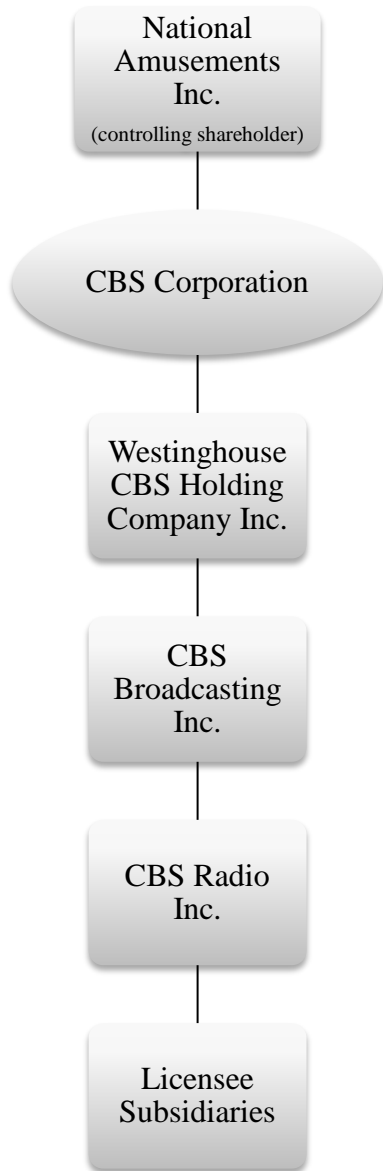 National
Amusements
Inc.
(controlling shareholder)
CBS Corporation
Westinghouse
CBS Holding
Company Inc.
CBS
Broadcasting
Inc.
CBS Radio
Inc.
Licensee
Subsidiaries